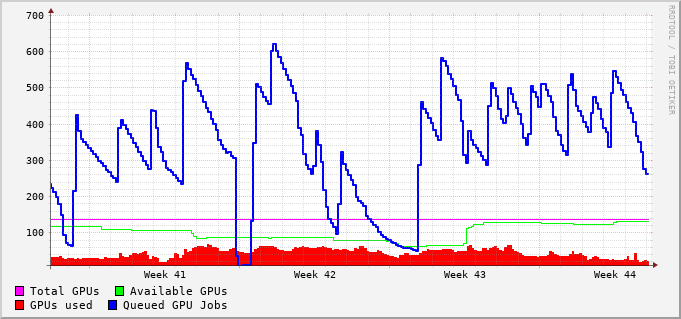 700
600
500
400
300
200
100
Week 41 Week 42 Week 43 Week 44
Total GPUs Available GPUs
GPUs used Queued GPU Jobs
RRDTOOL / TOBI OETIKER